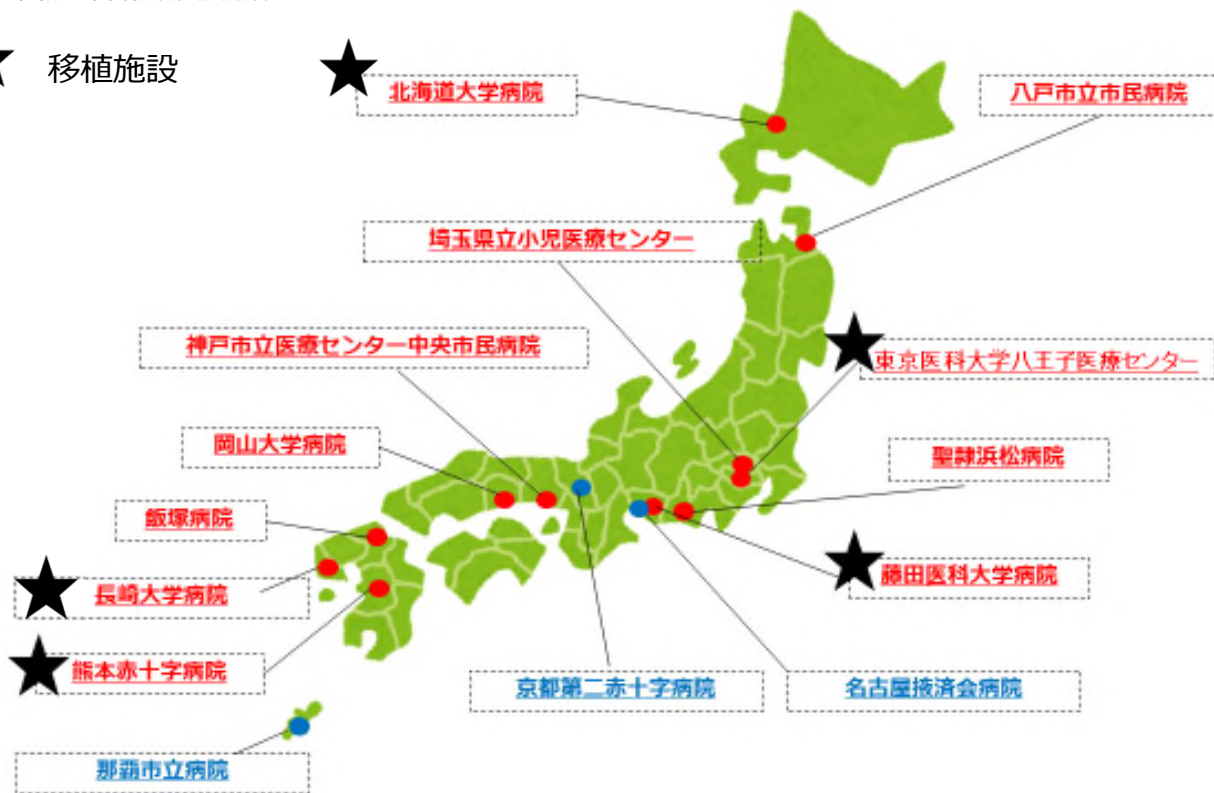 移植施設
北海道大学病院
八戸市立市民病院
埼玉県立小児医療センター
神戸市立医療センター中央市民病院
東京医科大学八王子医療センター
岡山大学病院
聖隷浜松病院
飯塚病院
藤田医科大学病院
長崎大学病院
熊本赤十字病院
京都第二赤十字病院
名古屋掖済会病院
那覇市立病院